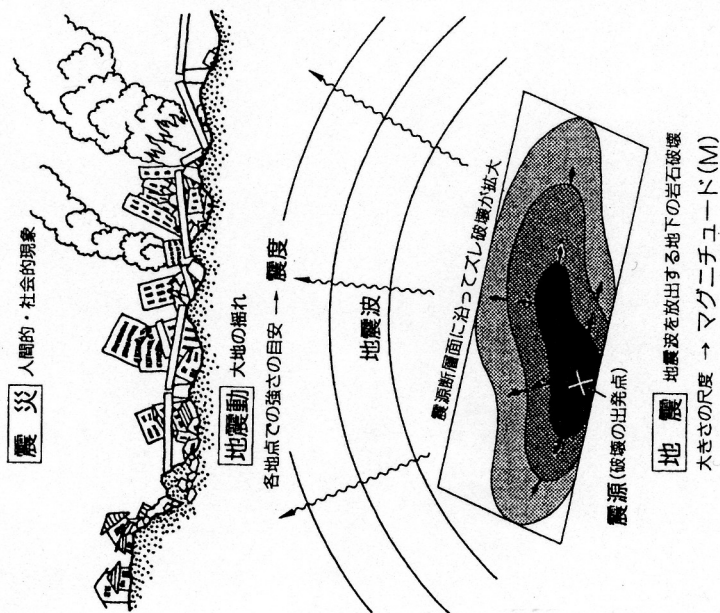 震災 人間的・社会的現象
地震動 大地の揺れ
各地点での強さの目安 → 震度
地震波
震源断層面に沿ってズレ破壊が拡大
震源(破壊の出発点)
地震 地震波を放出する地下の岩石破壊
大きさの尺度 → マグニチュード(M)